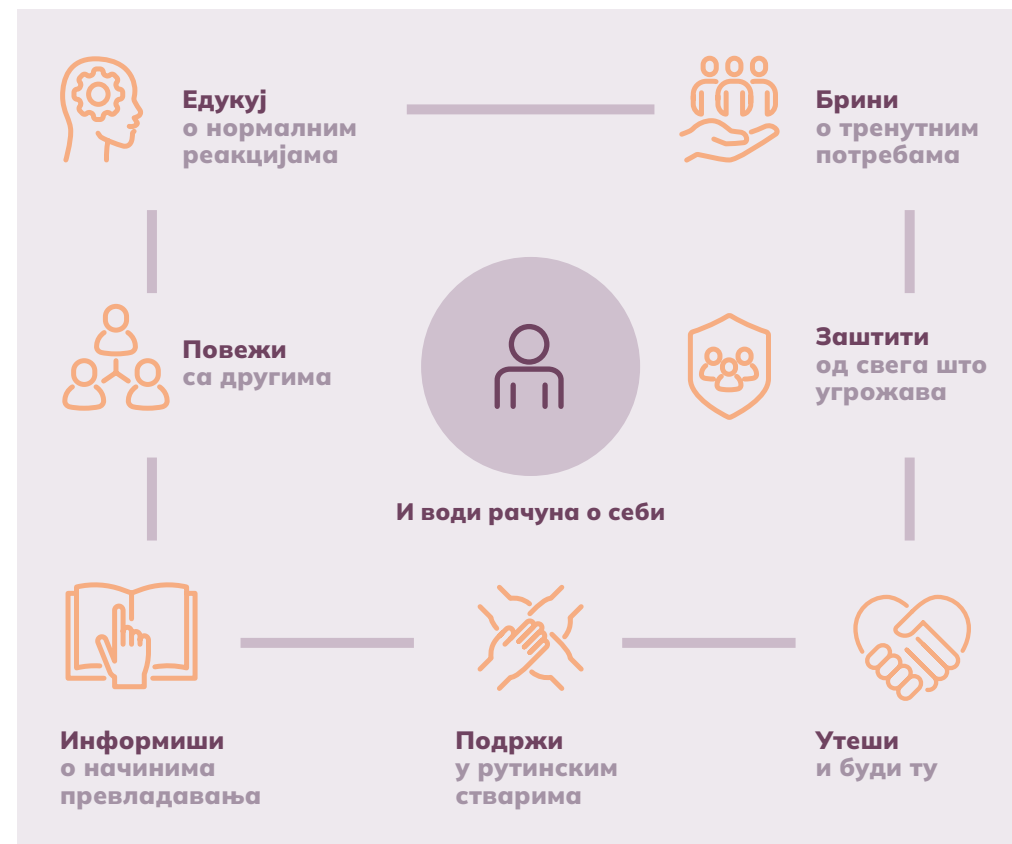 Едукуј
о нормалним
реакцијама
Брини
о тренутним
потребама
Повежи
са другима
Заштити
од свега што
угрожава
И води рачуна о себи
Информиши
о начинима
превладавања
Подржи
у рутинским
стварима
Утеши
и буди ту